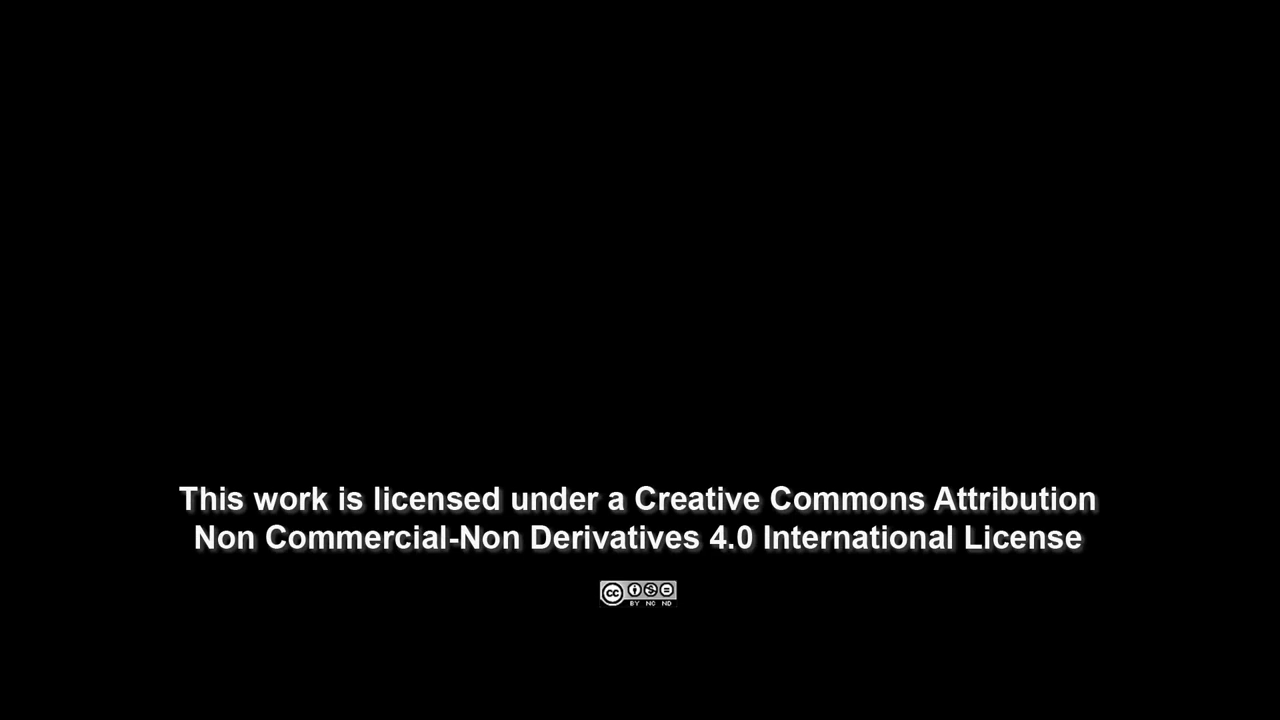 This work is licensed under a Creative Commons Attribution
Non Commercial-Non Derivatives 4.0 International License
cc
BY NC ND